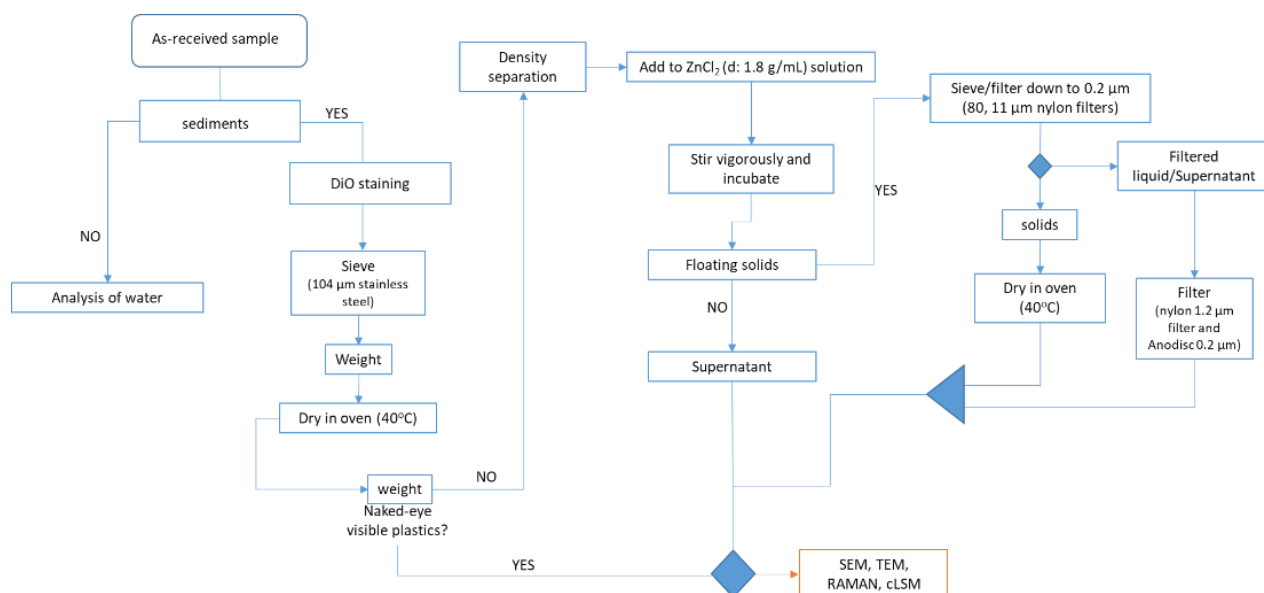 As-received sample
sediments
YES
NO
Analysis of water
DiO staining
Sieve
(104 µm stainless
steel)
Weight
Dry in oven (40°C)
weight
Naked-eye
visible plastics?
NO
YES
Density
separation
Add to ZnCl₂ (d: 1.8 g/mL) solution
Stir vigorously and
incubate
Floating solids
YES
NO
Supernatant
Sieve/filter down to 0.2 µm
(80, 11 µm nylon filters)
Filtered
liquid/Supernatant
solids
Dry in oven
(40°C)
Filter
(nylon 1.2 µm
filter and
Anodisc 0.2 µm)
SEM, TEM,
RAMAN, cLSM